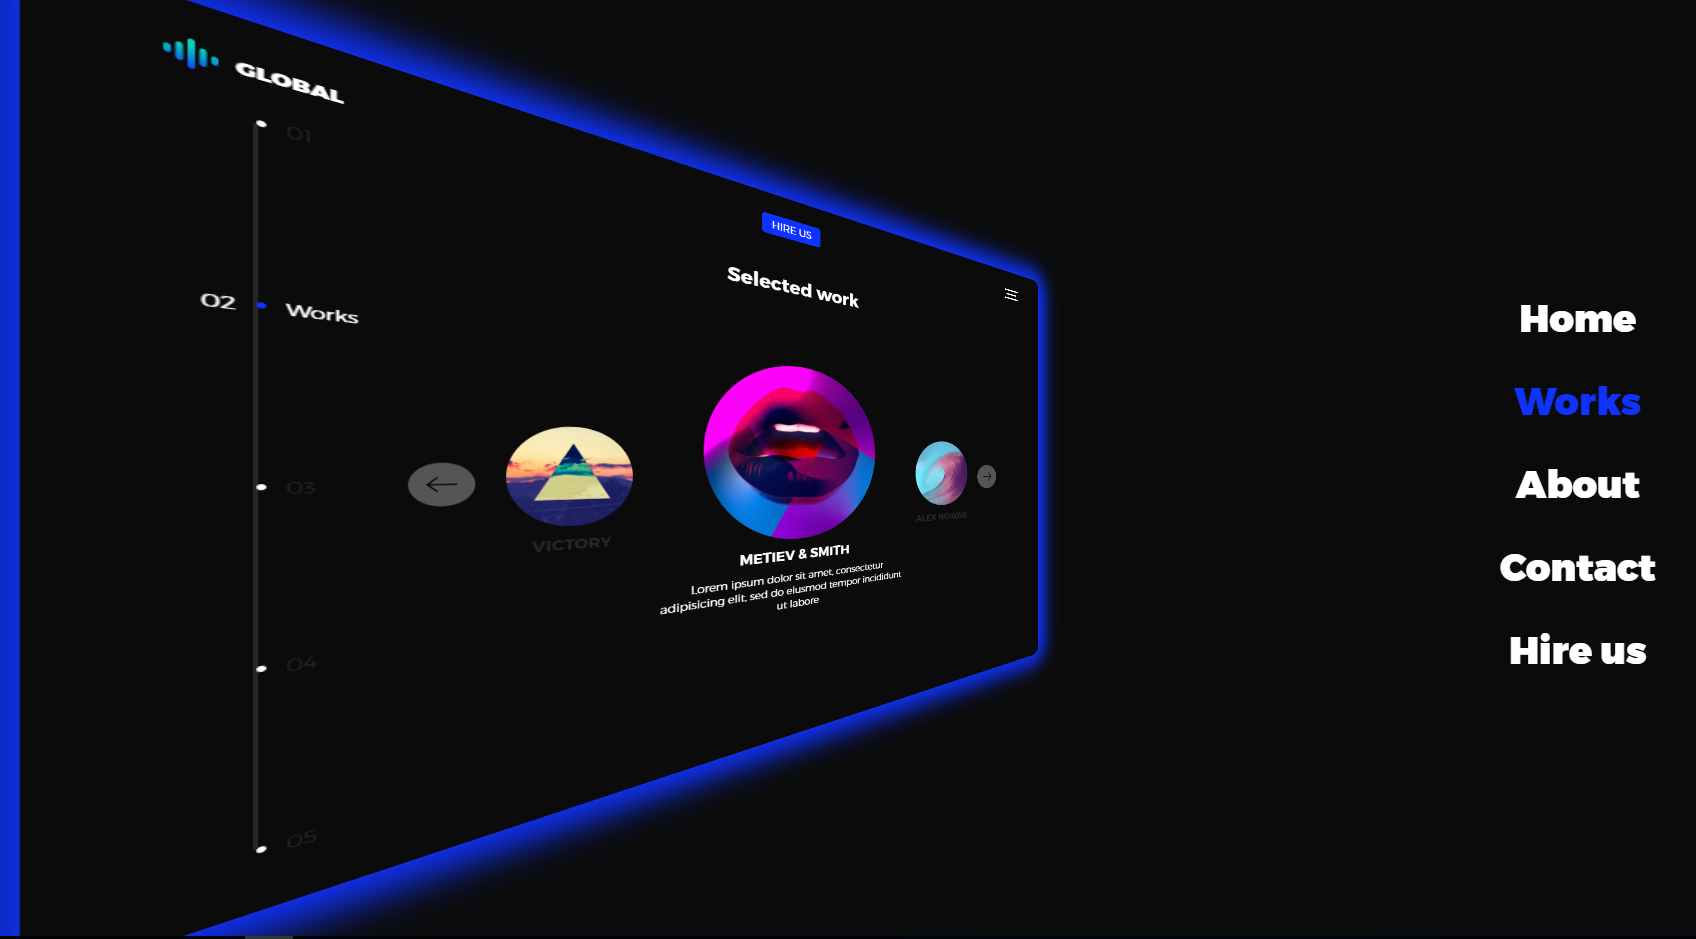 GLOBAL
01
HIRE US
Selected work
02 Works
03
VICTORY
ALEX NOWAK
METIEV & SMITH
Lorem ipsum dolor sit amet, consectetur
adipisicing elit, sed do eiusmod tempor incididunt
ut labore
04
05
Home
Works
About
Contact
Hire us